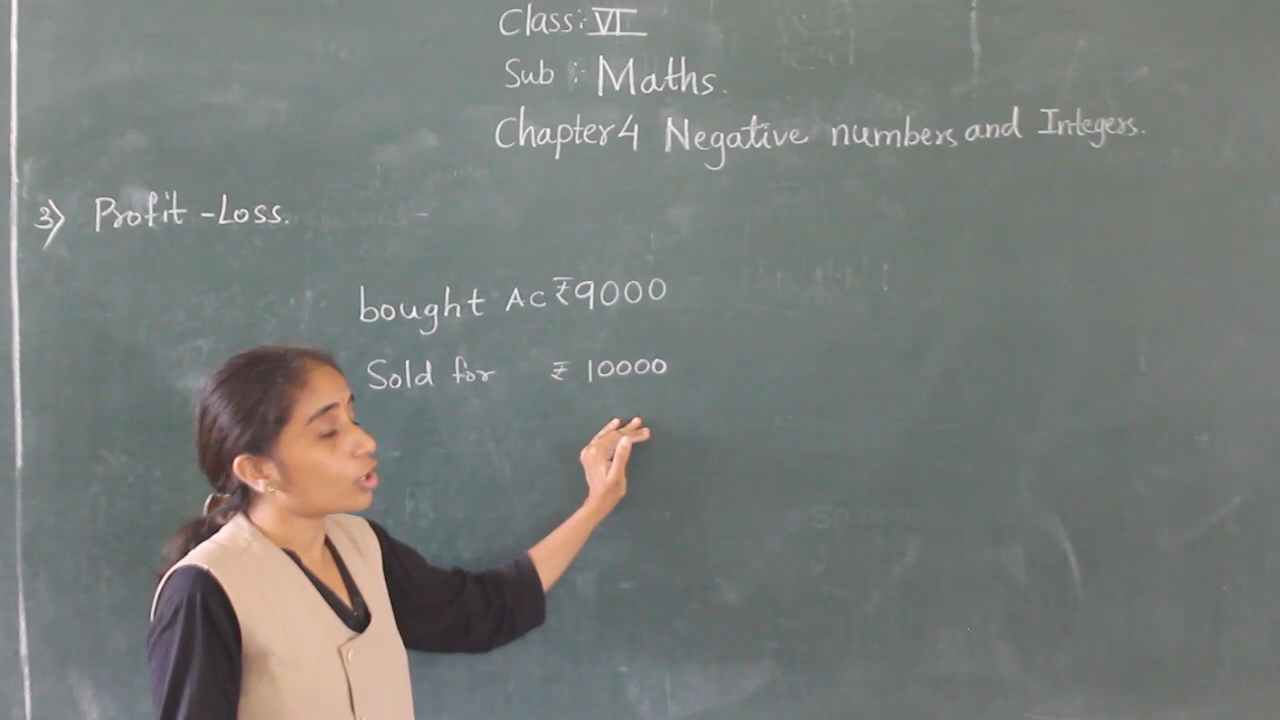 Class: VI
Sub : Maths.
Chapter 4 Negative numbers and Integers.
3) Profit - Loss.
bought AC ₹9000
Sold for ₹ 10000